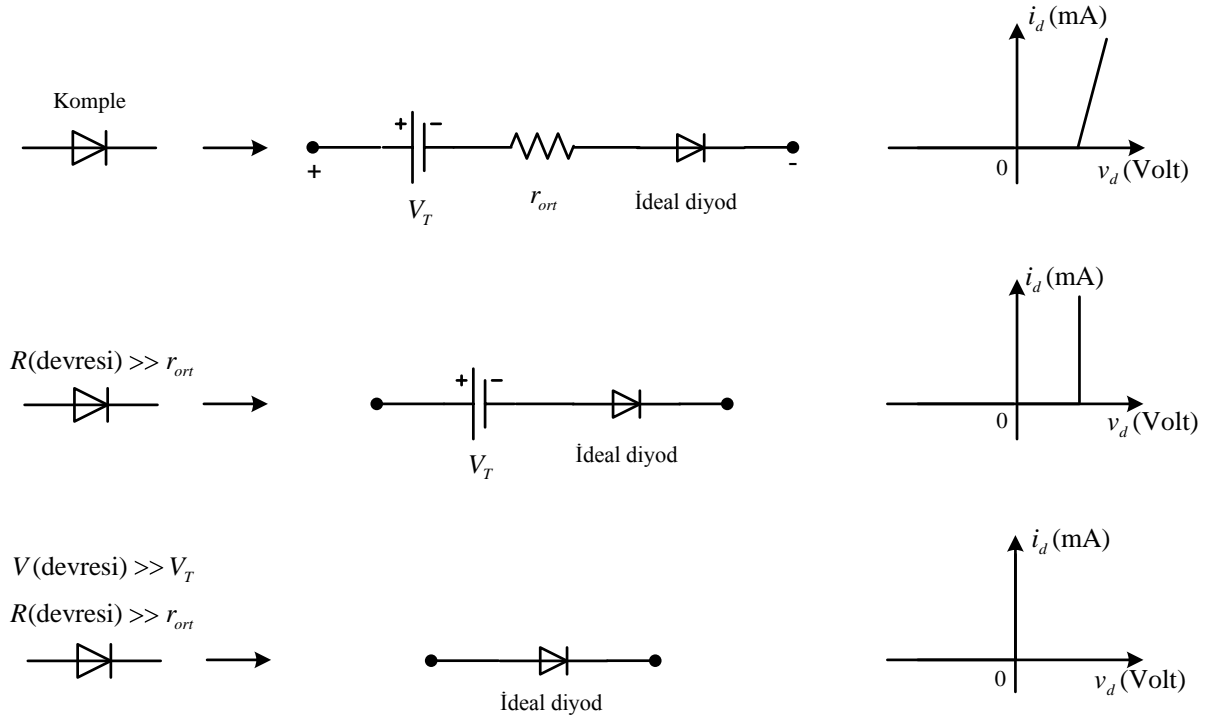 i_d (mA)
Komple
+ −
0
v_d (Volt)
+
-
V_T
r_ort
İdeal diyod
i_d (mA)
R(devresi) >> r_ort
+ −
0
v_d (Volt)
V_T
İdeal diyod
i_d (mA)
V(devresi) >> V_T
R(devresi) >> r_ort
0
v_d (Volt)
İdeal diyod